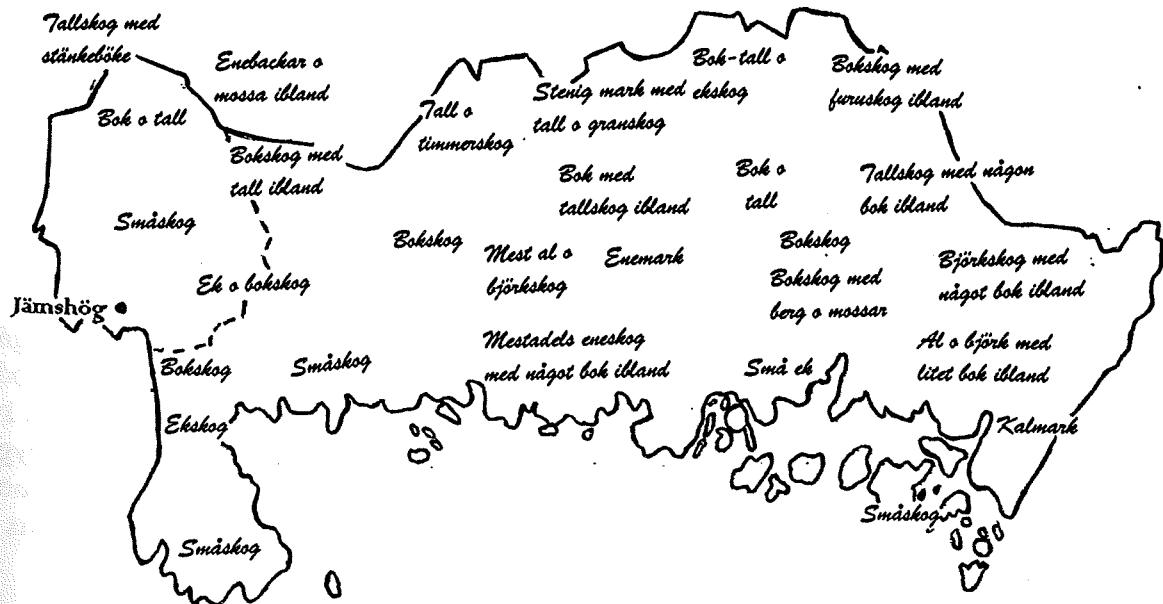 Tallskog med
stänkeböke
Enebackar o
mossa ibland
Bok o tall
Tall o
timmerskog
Stenig mark med
tall o granskog
Bok-tall o
ekskog
Bokskog med
furuskog ibland
Bokskog med
tall ibland
Bok med
tallskog ibland
Bok o
tall
Tallskog med någon
bok ibland
Småskog
Bokskog
Mest al o
björkskog
Enemark
Bokskog
Bokskog med
berg o mossar
Björkskog med
något bok ibland
Ek o bokskog
Jämshög
Bokskog
Småskog
Mestadels eneskog
med något bok ibland
Små ek
Al o björk med
litet bok ibland
Ekskog
Kalmark
Småskog
Småskog